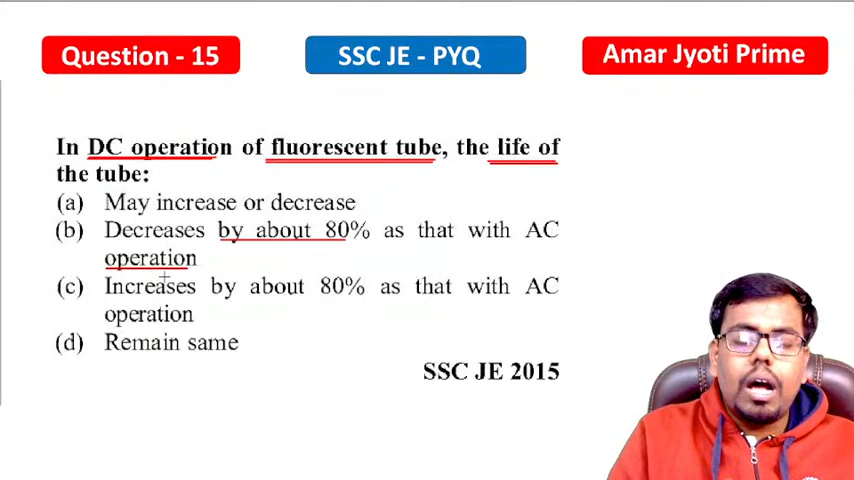 Question - 15
SSC JE - PYQ
Amar Jyoti Prime
In DC operation of fluorescent tube, the life of
the tube:
(a) May increase or decrease
(b) Decreases by about 80% as that with AC
operation
(c) Increases by about 80% as that with AC
operation
(d) Remain same
SSC JE 2015